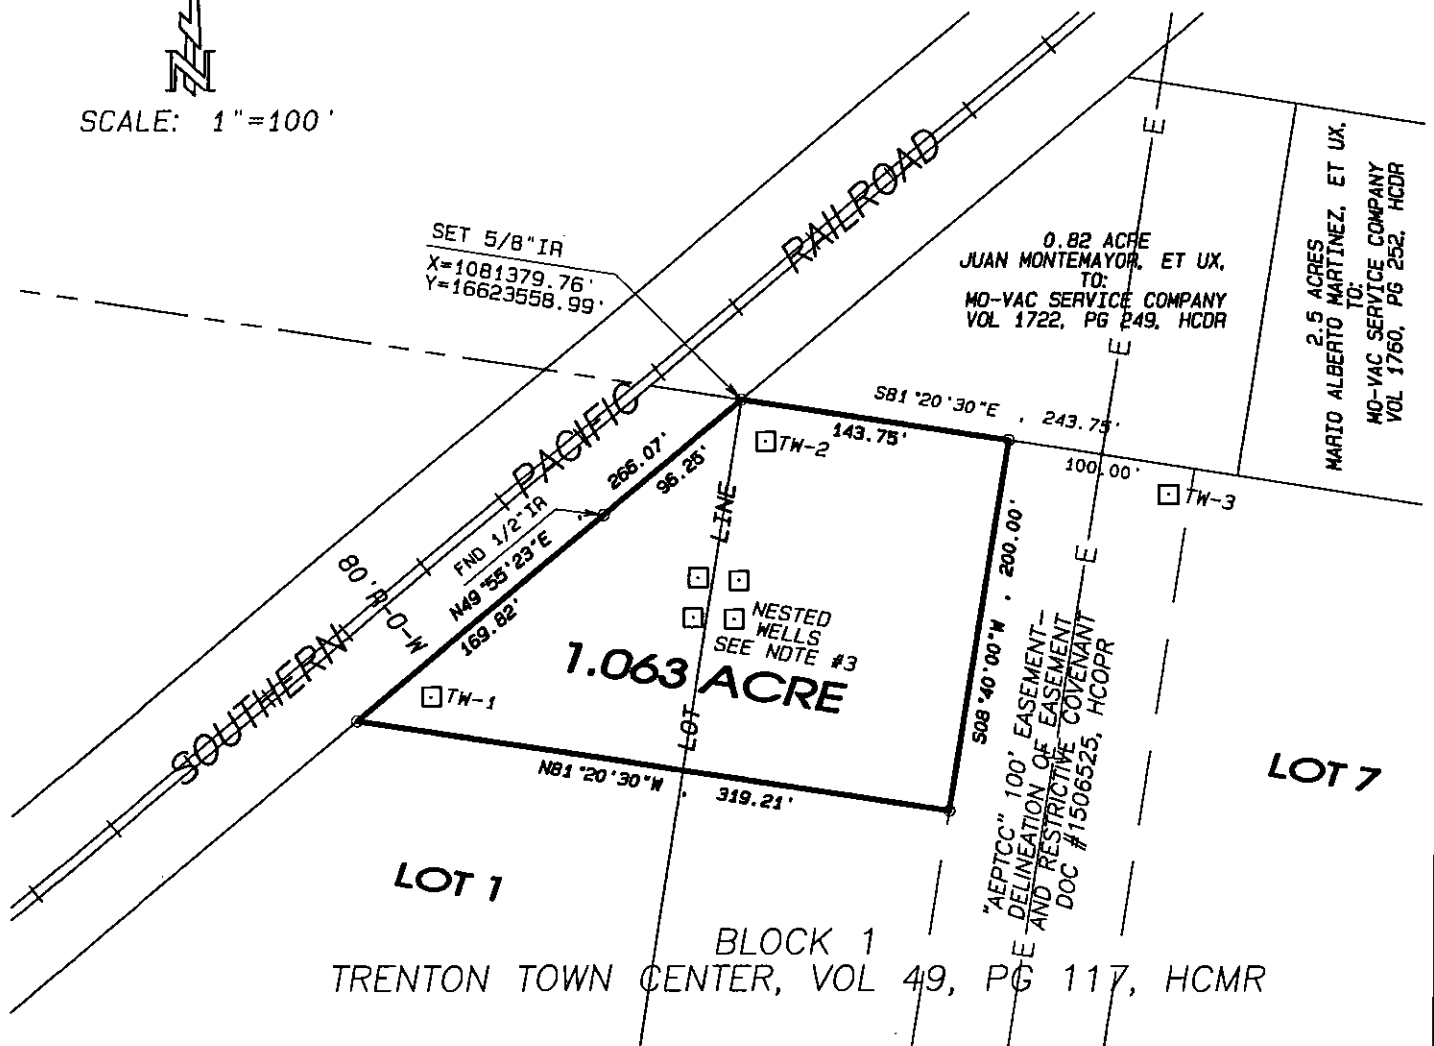 N
SCALE: 1"=100'
SET 5/8"IR
X=1081379.76'
Y=16623558.99'
SOUTHERN PACIFIC RAILROAD
80'R-O-W
0.82 ACRE
JUAN MONTEMAYOR, ET UX,
TO:
MO-VAC SERVICE COMPANY
VOL 1722, PG 249, HCDR
2.5 ACRES
MARIO ALBERTO MARTINEZ, ET UX,
TO:
MO-VAC SERVICE COMPANY
VOL 1760, PG 252, HCDR
E
E
E
E
S81°20'30"E , 243.75'
143.75'
100.00'
TW-2
TW-3
266.07'
96.25'
FND 1/2"IR
N49°55'23"E ,
169.82'
LOT LINE
NESTED
WELLS
SEE NOTE #3
1.063 ACRE
TW-1
S08°40'00"W , 200.00'
N81°20'30"W , 319.21'
"AEPTCC" 100' EASEMENT-
DELINEATION OF EASEMENT
AND RESTRICTIVE COVENANT
DOC #1506525, HCOPR
LOT 7
LOT 1
BLOCK 1
TRENTON TOWN CENTER, VOL 49, PG 117, HCMR